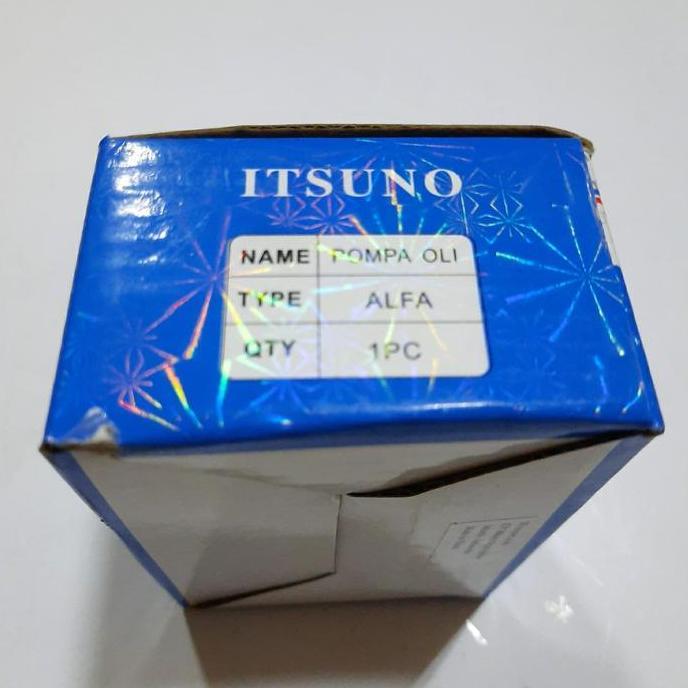 ITSUNO
NAME POMPA OLI
TYPE ALFA
QTY 1PC